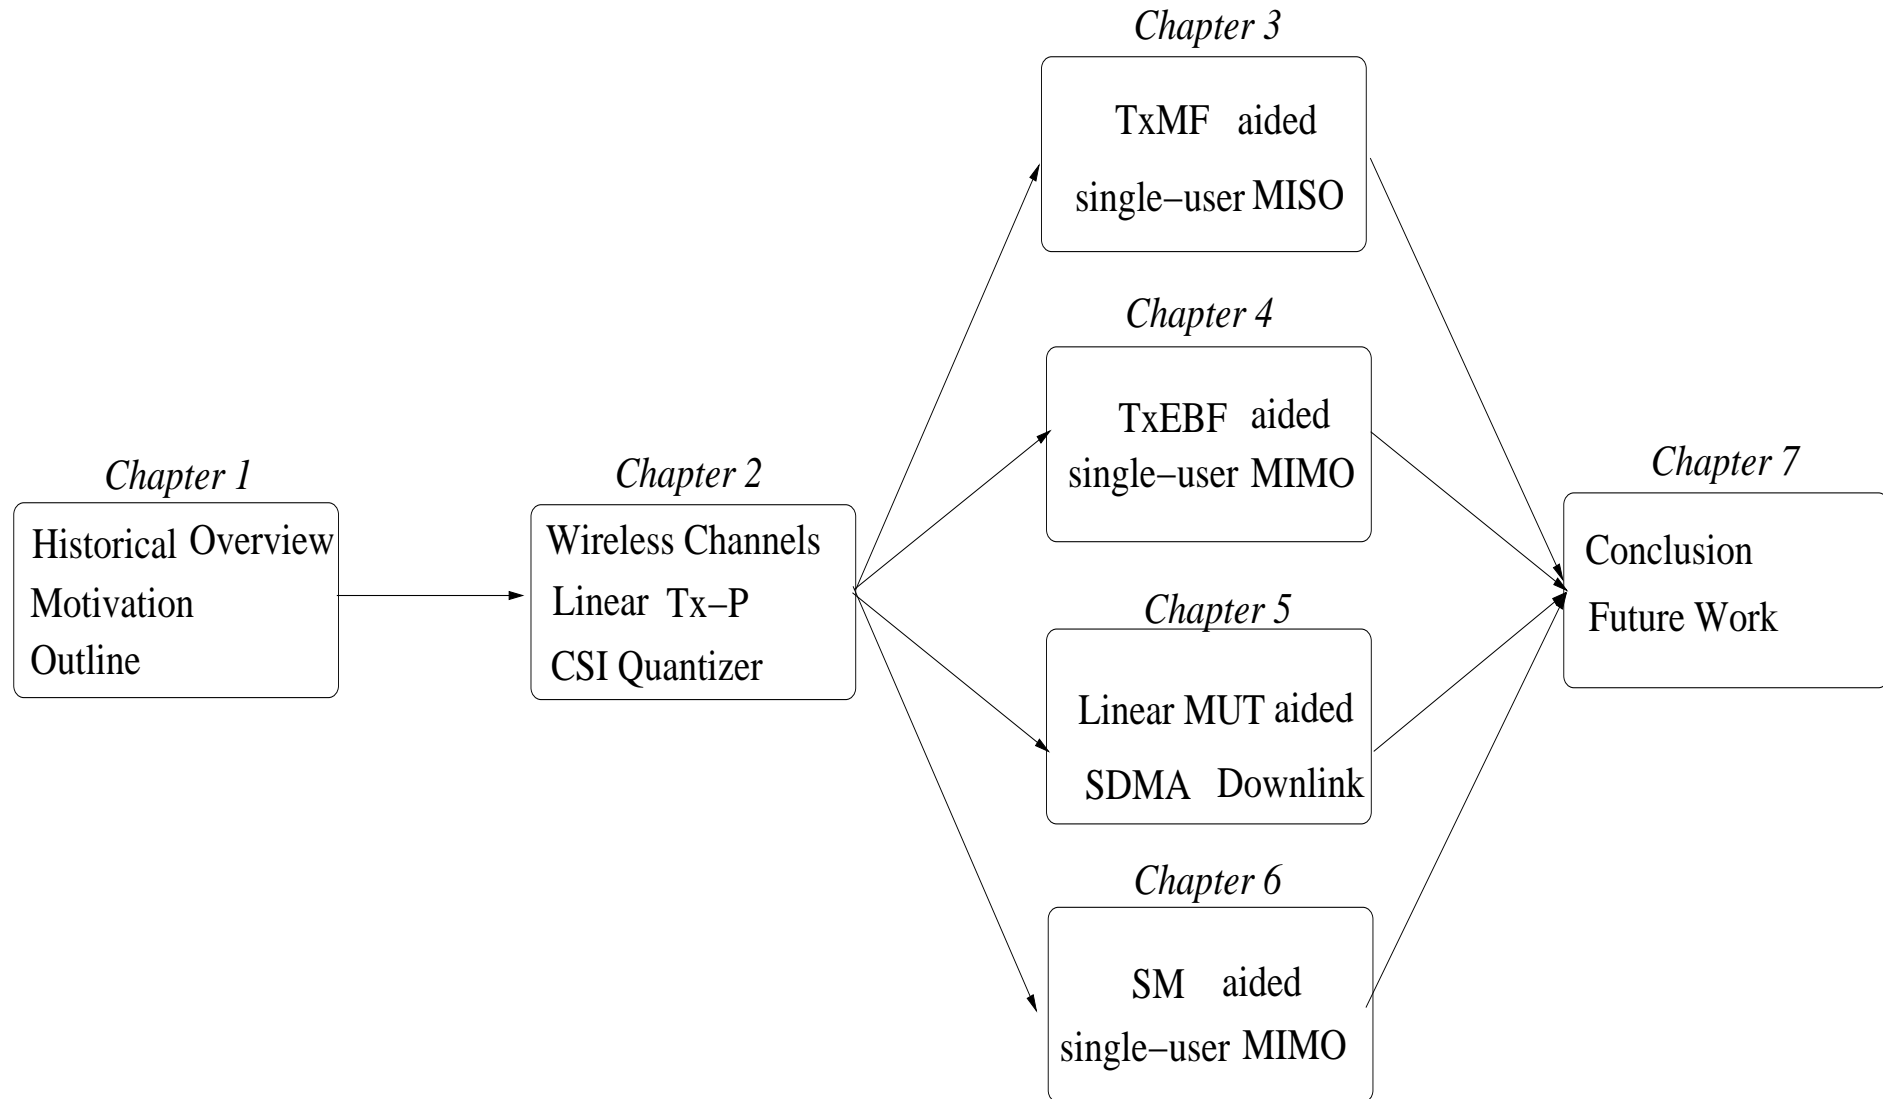 Chapter 1
Historical Overview
Motivation
Outline
Chapter 2
Wireless Channels
Linear Tx−P
CSI Quantizer
Chapter 3
TxMF aided
single−user MISO
Chapter 4
TxEBF aided
single−user MIMO
Chapter 5
Linear MUT aided
SDMA Downlink
Chapter 6
SM aided
single−user MIMO
Chapter 7
Conclusion
Future Work